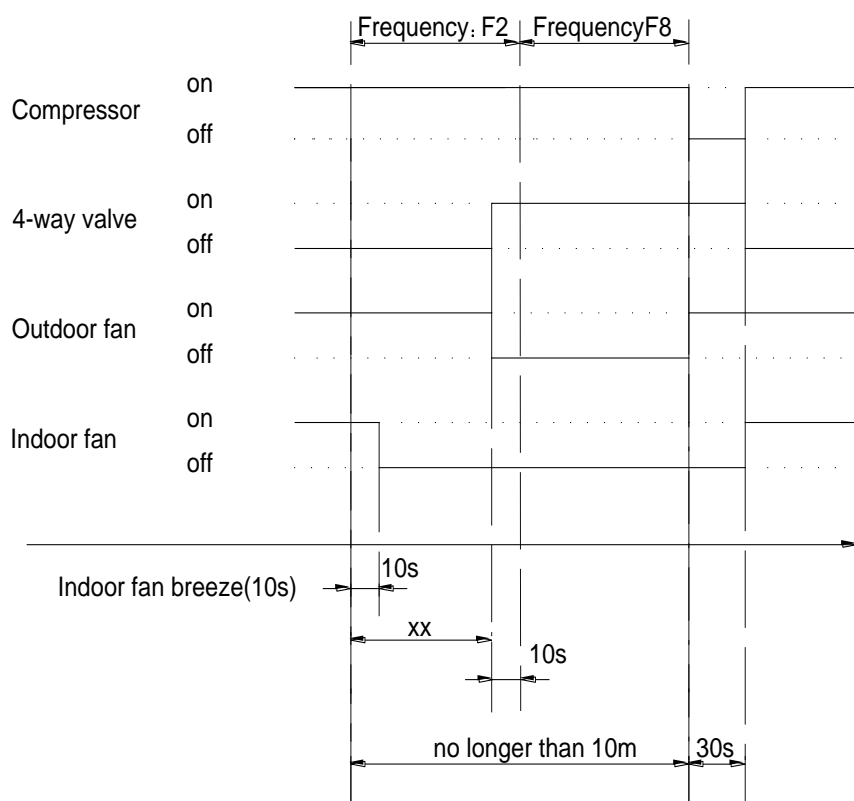 Frequency: F2 FrequencyF8
on
Compressor
off
on
4-way valve
off
on
Outdoor fan
off
on
Indoor fan
off
10s
Indoor fan breeze(10s)
xx
10s
no longer than 10m 30s